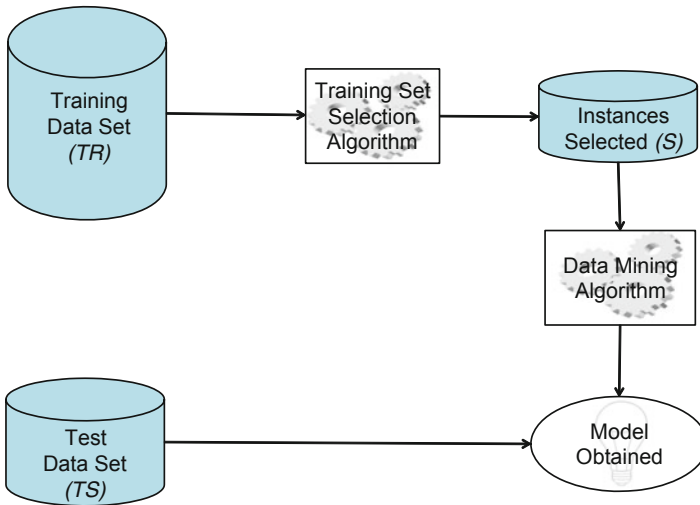 Training
Data Set
(TR)
Training Set
Selection
Algorithm
Instances
Selected (S)
Data Mining
Algorithm
Test
Data Set
(TS)
Model
Obtained